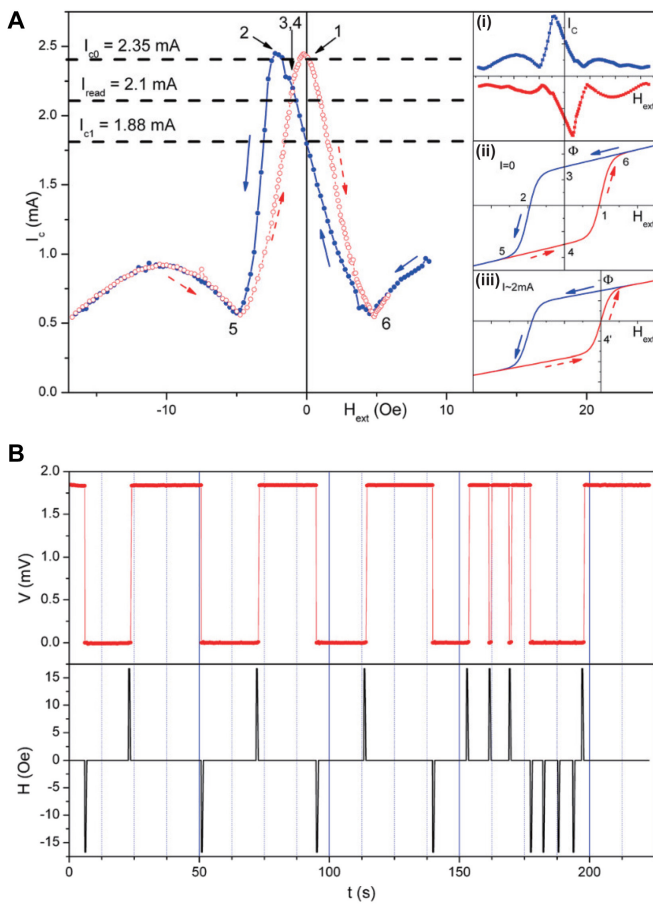 A
I_c0 = 2.35 mA
I_read = 2.1 mA
I_c1 = 1.88 mA
2
3,4
1
5
6
I_c (mA)
2.5
2.0
1.5
1.0
0.5
0.0
-10
0
10
20
H_ext (Oe)
(i)
I_C
H_ext
(ii)
I=0
Φ
6
3
2
H_ext
1
5
4
(iii)
I~2mA
Φ
H_ext
4'
B
V (mV)
2.0
1.5
1.0
0.5
0.0
H (Oe)
15
10
5
0
-5
-10
-15
0
50
100
150
200
t (s)